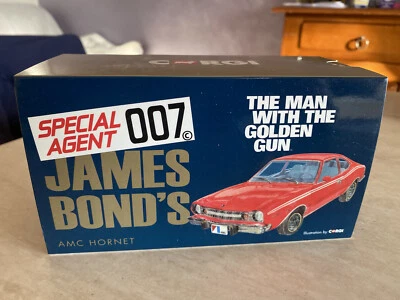 CORGI
SPECIAL
AGENT
007©
JAMES
BOND'S
AMC HORNET
THE MAN
WITH THE
GOLDEN
GUN
Illustration by CORGI